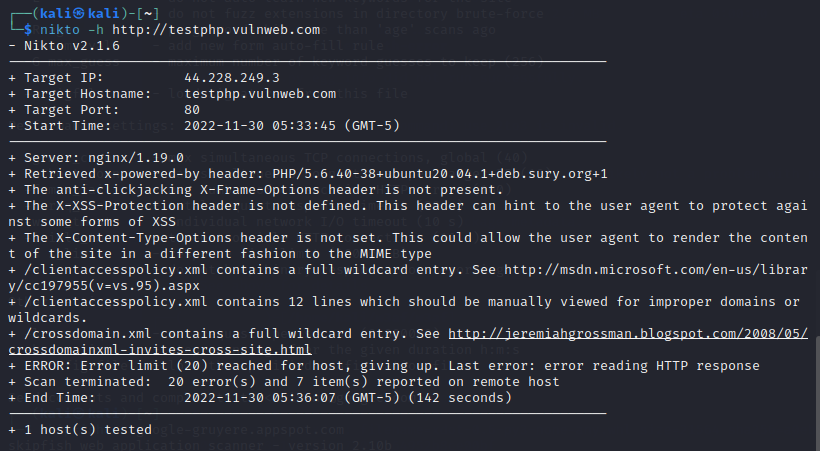 ┌──(kali㉿kali)-[~]
└─$ nikto -h http://testphp.vulnweb.com
- Nikto v2.1.6
---------------------------------------------------------------------------
+ Target IP:          44.228.249.3
+ Target Hostname:    testphp.vulnweb.com
+ Target Port:        80
+ Start Time:         2022-11-30 05:33:45 (GMT-5)
---------------------------------------------------------------------------
+ Server: nginx/1.19.0
+ Retrieved x-powered-by header: PHP/5.6.40-38+ubuntu20.04.1+deb.sury.org+1
+ The anti-clickjacking X-Frame-Options header is not present.
+ The X-XSS-Protection header is not defined. This header can hint to the user agent to protect agai
nst some forms of XSS
+ The X-Content-Type-Options header is not set. This could allow the user agent to render the conten
t of the site in a different fashion to the MIME type
+ /clientaccesspolicy.xml contains a full wildcard entry. See http://msdn.microsoft.com/en-us/librar
y/cc197955(v=vs.95).aspx
+ /clientaccesspolicy.xml contains 12 lines which should be manually viewed for improper domains or
wildcards.
+ /crossdomain.xml contains a full wildcard entry. See http://jeremiahgrossman.blogspot.com/2008/05/
crossdomainxml-invites-cross-site.html
+ ERROR: Error limit (20) reached for host, giving up. Last error: error reading HTTP response
+ Scan terminated:  20 error(s) and 7 item(s) reported on remote host
+ End Time:           2022-11-30 05:36:07 (GMT-5) (142 seconds)
---------------------------------------------------------------------------
+ 1 host(s) tested